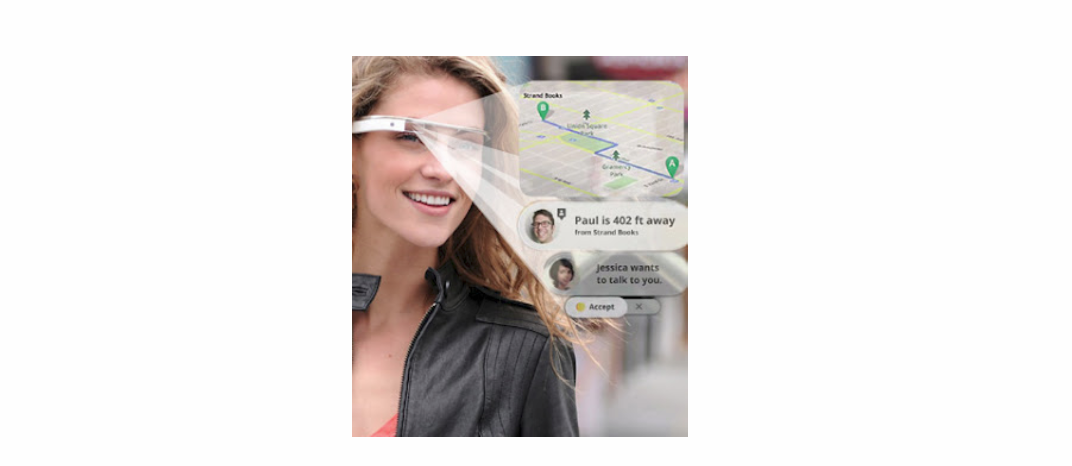 Strand Books
B
Union Square
Park
A
Gramercy
Park
Paul is 402 ft away
from Strand Books
Jessica wants
to talk to you.
Accept